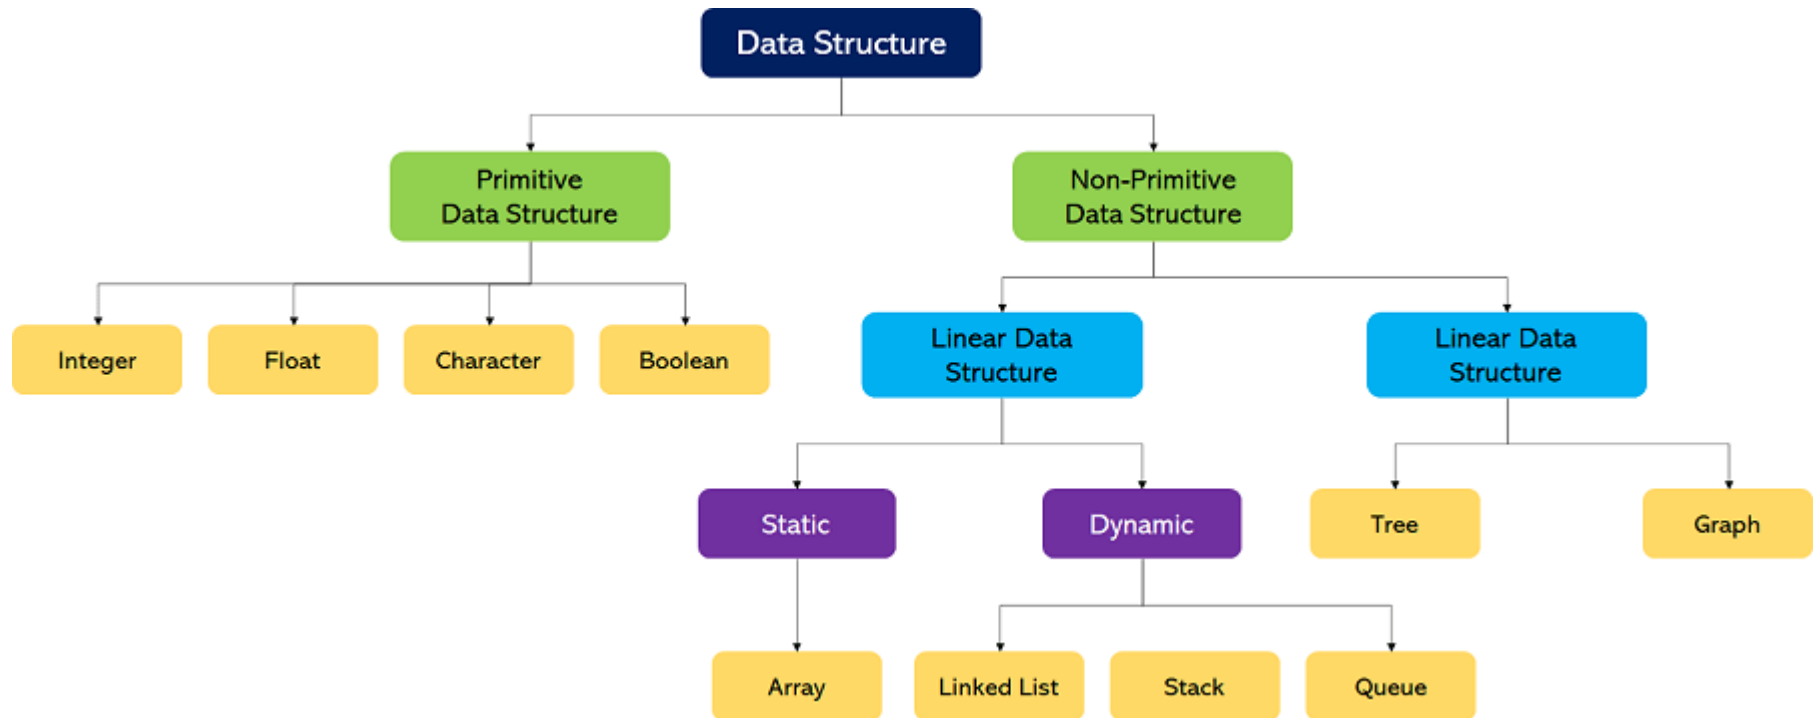 Data Structure
Primitive
Data Structure
Non-Primitive
Data Structure
Integer
Float
Character
Boolean
Linear Data
Structure
Linear Data
Structure
Static
Dynamic
Tree
Graph
Array
Linked List
Stack
Queue